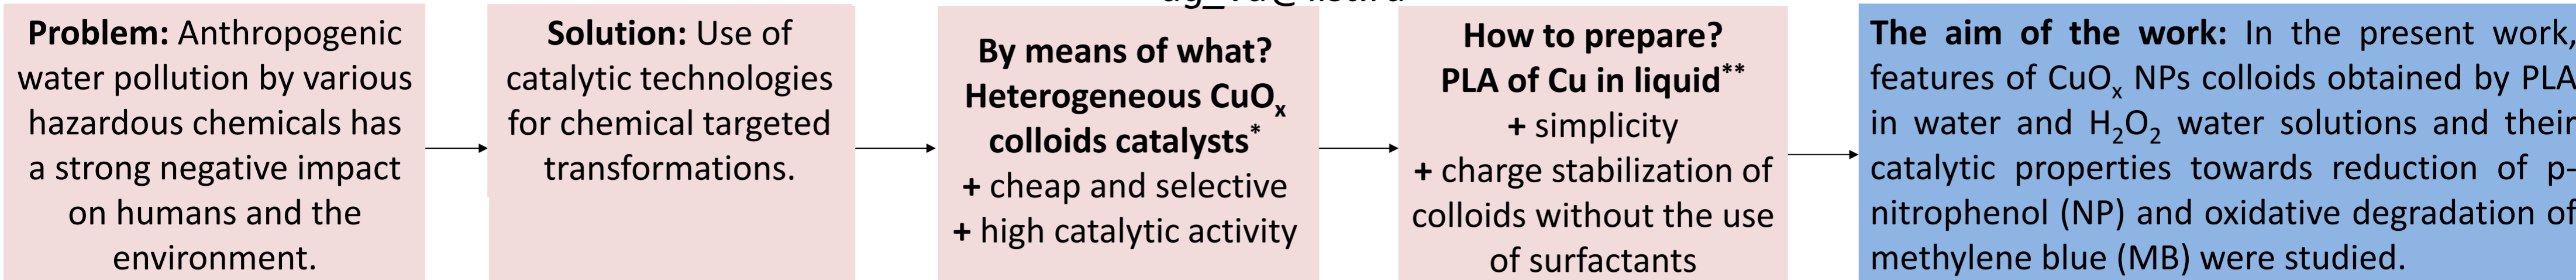 Problem: Anthropogenic
water pollution by various
hazardous chemicals has
a strong negative impact
on humans and the
environment.
Solution: Use of
catalytic technologies
for chemical targeted
transformations.
By means of what?
Heterogeneous CuOₓ
colloids catalysts*
+ cheap and selective
+ high catalytic activity
How to prepare?
PLA of Cu in liquid**
+ simplicity
+ charge stabilization of
colloids without the use
of surfactants
The aim of the work: In the present work,
features of CuOₓ NPs colloids obtained by PLA
in water and H₂O₂ water solutions and their
catalytic properties towards reduction of p-
nitrophenol (NP) and oxidative degradation of
methylene blue (MB) were studied.